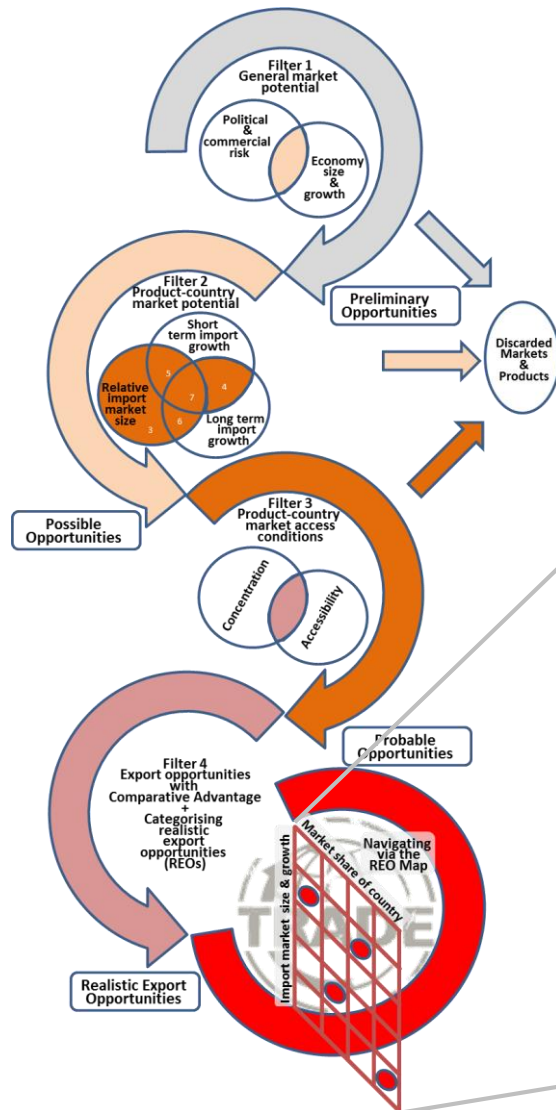 Filter 1
General market
potential
Political
&
commercial
risk
Economy
size
&
growth
Preliminary
Opportunities
Discarded
Markets
&
Products
Filter 2
Product-country
market potential
Short
term import
growth
5
4
7
Relative
import
market
size
3
6
Long term
import
growth
Possible
Opportunities
Filter 3
Product-country
market access
conditions
Concentration
Accessibility
Probable
Opportunities
Filter 4
Export opportunities
with
Comparative Advantage
+
Categorising
realistic
export
opportunities
(REOs)
Market share of country
Navigating
via the
REO Map
Import market size & growth
TRADE
Realistic Export
Opportunities